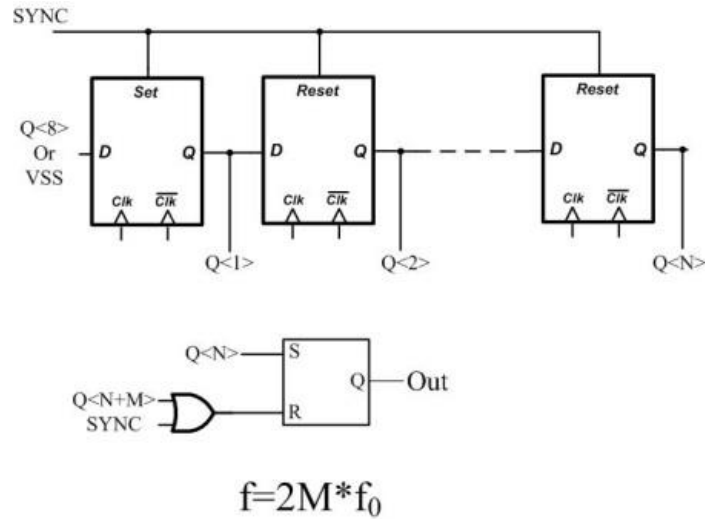 SYNC
Set
Reset
Reset
Q<8>
Or
VSS
D
Q
D
Q
D
Q
Clk
Clk
Clk
Clk
Clk
Clk
Q<1>
Q<2>
Q<N>
Q<N>
S
Q
Out
Q<N+M>
SYNC
R
f=2M*f₀